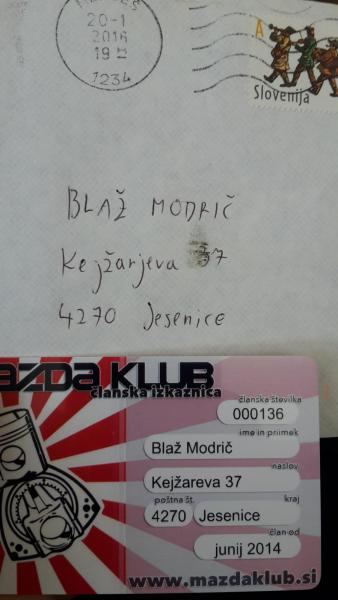 20-1
2016
19
1234
A
Slovenija
BLAŽ MODRIČ
Kejžarjeva 37
4270 Jesenice
AZDA KLUB
članska izkaznica
članska številka
000136
ime in priimek
Blaž Modrič
naslov
Kejžareva 37
poštna št. kraj
4270 Jesenice
član od
junij 2014
www.mazdaklub.si